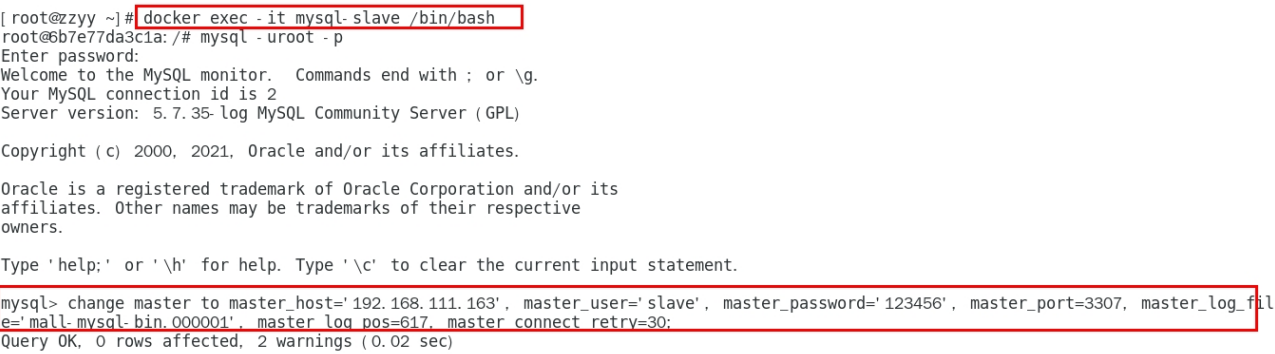 [root@zzyy ~]# docker exec -it mysql-slave /bin/bash
root@6b7e77da3c1a:/# mysql -uroot -p
Enter password:
Welcome to the MySQL monitor.  Commands end with ; or \g.
Your MySQL connection id is 2
Server version: 5.7.35-log MySQL Community Server (GPL)
Copyright (c) 2000, 2021, Oracle and/or its affiliates.
Oracle is a registered trademark of Oracle Corporation and/or its
affiliates. Other names may be trademarks of their respective
owners.
Type 'help;' or '\h' for help. Type '\c' to clear the current input statement.
mysql> change master to master_host='192.168.111.163', master_user='slave', master_password='123456', master_port=3307, master_log_fil
e='mall-mysql-bin.000001', master_log_pos=617, master_connect_retry=30;
Query OK, 0 rows affected, 2 warnings (0.02 sec)